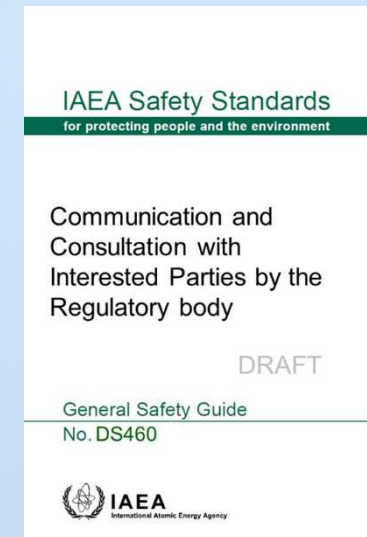 IAEA Safety Standards
for protecting people and the environment
Communication and
Consultation with
Interested Parties by the
Regulatory body
DRAFT
General Safety Guide
No. DS460
IAEA
International Atomic Energy Agency